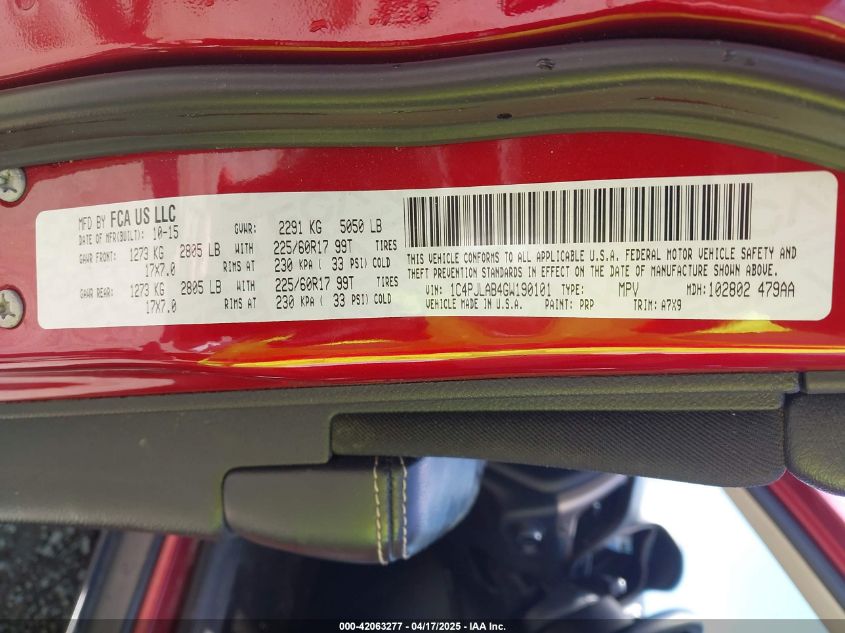 MFD BY FCA US LLC
DATE OF MFR(BUILT): 10-15 GVWR: 2291 KG 5050 LB
GAWR FRONT: 1273 KG 2805 LB WITH 225/60R17 99T TIRES
17X7.0 RIMS AT 230 KPA ( 33 PSI) COLD
GAWR REAR: 1273 KG 2805 LB WITH 225/60R17 99T TIRES
17X7.0 RIMS AT 230 KPA ( 33 PSI) COLD
THIS VEHICLE CONFORMS TO ALL APPLICABLE U.S.A. FEDERAL MOTOR VEHICLE SAFETY AND
THEFT PREVENTION STANDARDS IN EFFECT ON THE DATE OF MANUFACTURE SHOWN ABOVE.
VIN: 1C4PJLAB4GW190101 TYPE: MPV MDH: 102802 479AA
VEHICLE MADE IN U.S.A. PAINT: PRP TRIM: A7X9
000-42063277 - 04/17/2025 - IAA Inc.